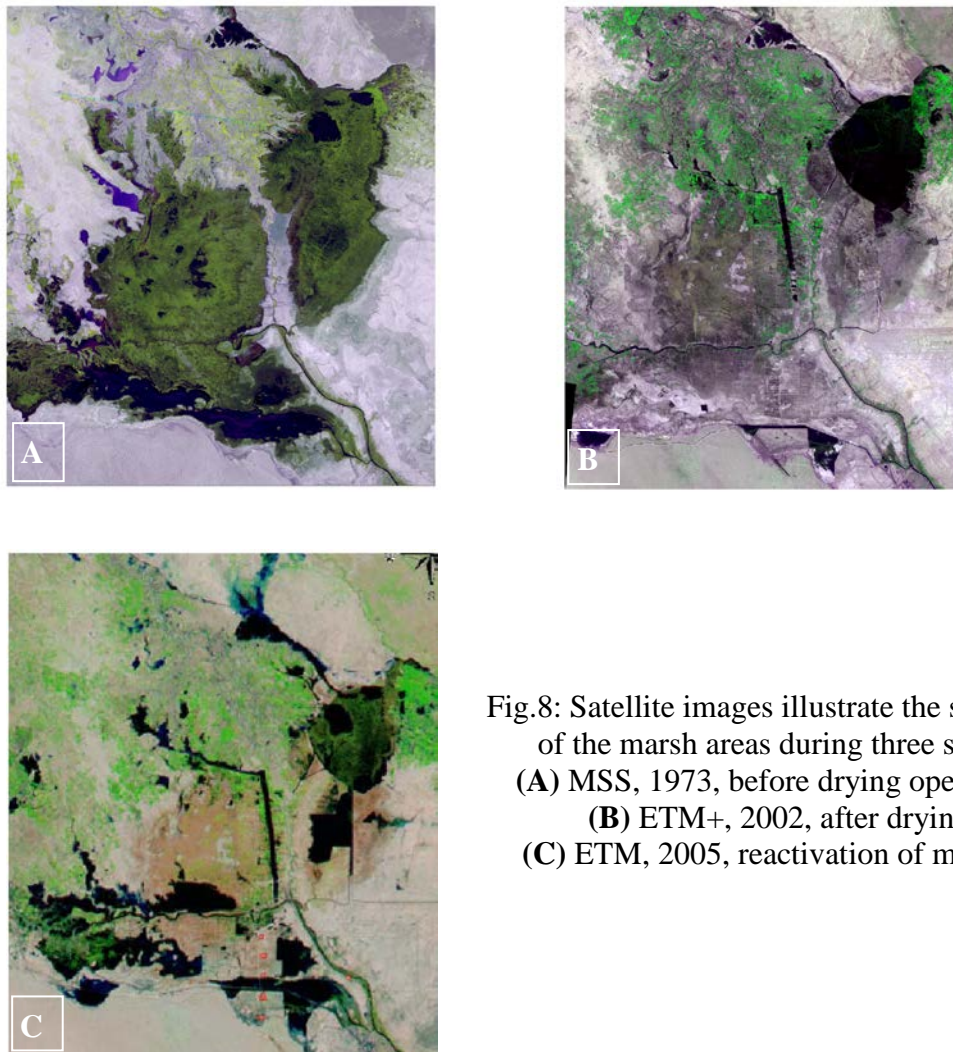 A
B
Fig.8: Satellite images illustrate the s
of the marsh areas during three s
(A) MSS, 1973, before drying ope
(B) ETM+, 2002, after dryin
(C) ETM, 2005, reactivation of m
C